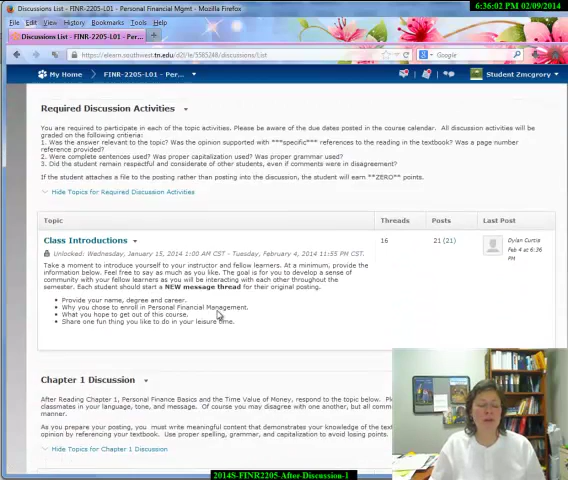 Discussions List - FINR-2205-L01 - Personal Financial Mgmt - Mozilla Firefox
6:36:02 PM 02/09/2014
File Edit View History Bookmarks Tools Help
Discussions List - FINR-2205-L01 - P...
https://elearn.southwest.tn.edu/d2l/le/5585248/discussions/List
Google
My Home
FINR-2205-L01 - Per...
Student Zmcgrory
Required Discussion Activities
You are required to participate in each of the topic activities. Please be aware of the due dates posted in the course calendar. All discussion activities will be
graded on the following criteria:
1. Was the answer relevant to the topic? Was the opinion supported with ***specific*** references to the reading in the textbook? Was a page number
reference provided?
2. Were complete sentences used? Was proper capitalization used? Was proper grammar used?
3. Did the student remain respectful and considerate of other students, even if comments were in disagreement?
If the student attaches a file to the posting rather than posting into the discussion, the student will earn **ZERO** points.
Hide Topics for Required Discussion Activities
Topic Threads Posts Last Post
Class Introductions
16 21 (21)
Dylan Curcie
Feb 4 at 6:36
PM
Unlocked: Wednesday, January 15, 2014 1:00 AM CST - Tuesday, February 4, 2014 11:55 PM CST.
Take a moment to introduce yourself to your instructor and fellow learners. At a minimum, provide the
information below. Feel free to say as much as you like. The goal is for you to develop a sense of
community with your fellow learners as you will be interacting with each other throughout the
semester. Each student should start a NEW message thread for their original posting.
Provide your name, degree and career.
Why you chose to enroll in Personal Financial Management.
What you hope to get out of this course.
Share one fun thing you like to do in your leisure time.
Chapter 1 Discussion
After Reading Chapter 1, Personal Finance Basics and the Time Value of Money, respond to the topic below. Pl
classmates in your language, tone, and message. Of course you may disagree with one another, but all comm
manner.
As you prepare your posting, you must write meaningful content that demonstrates your knowledge of the text
opinion by referencing your textbook. Use proper spelling, grammar, and capitalization to avoid losing points.
Hide Topics for Chapter 1 Discussion
2014S-FINR2205-After-Discussion-1